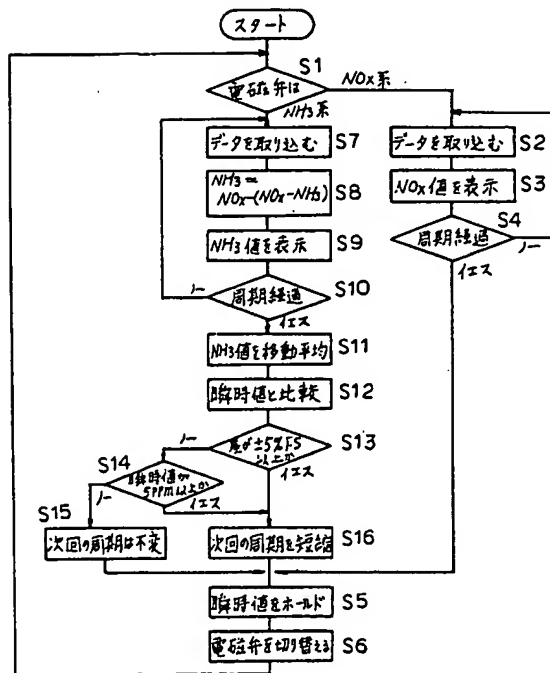 スタート
S1
電磁弁は
NOx系
NH3系
データを取り込む
S7
データを取り込む
S2
NH3=
NOx-(NOx-NH3)
S8
NOx値を表示
S3
NH3値を表示
S9
S4
周期経過
ノー
イエス
ノー
周期経過
S10
イエス
NH3値を移動平均
S11
瞬時値と比較
S12
ノー
差が±5%FS
以上か
S13
イエス
S14
瞬時値が
5PPM以上か
ノー
イエス
S15
次回の周期は不変
次回の周期を短縮
S16
瞬時値をホールド
S5
電磁弁を切り替える
S6